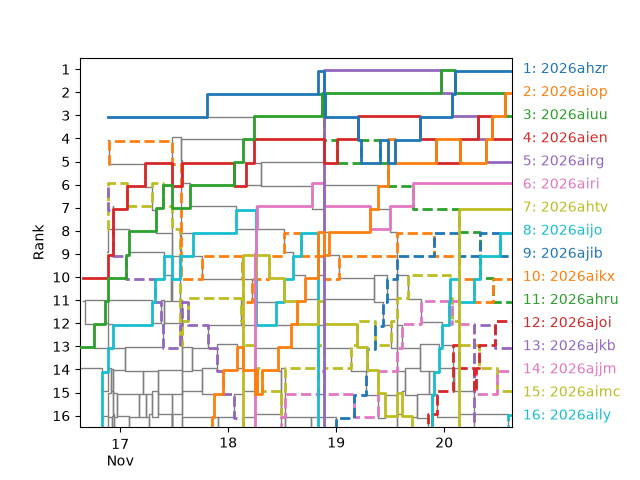 1
2
3
4
5
6
7
8
9
10
11
12
13
14
15
16
Rank
17
18
19
20
Nov
1: 2026ahzr
2: 2026aiop
3: 2026aiuu
4: 2026aien
5: 2026airg
6: 2026airi
7: 2026ahtv
8: 2026aijo
9: 2026ajib
10: 2026aikx
11: 2026ahru
12: 2026ajoi
13: 2026ajkb
14: 2026ajjm
15: 2026aimc
16: 2026aily